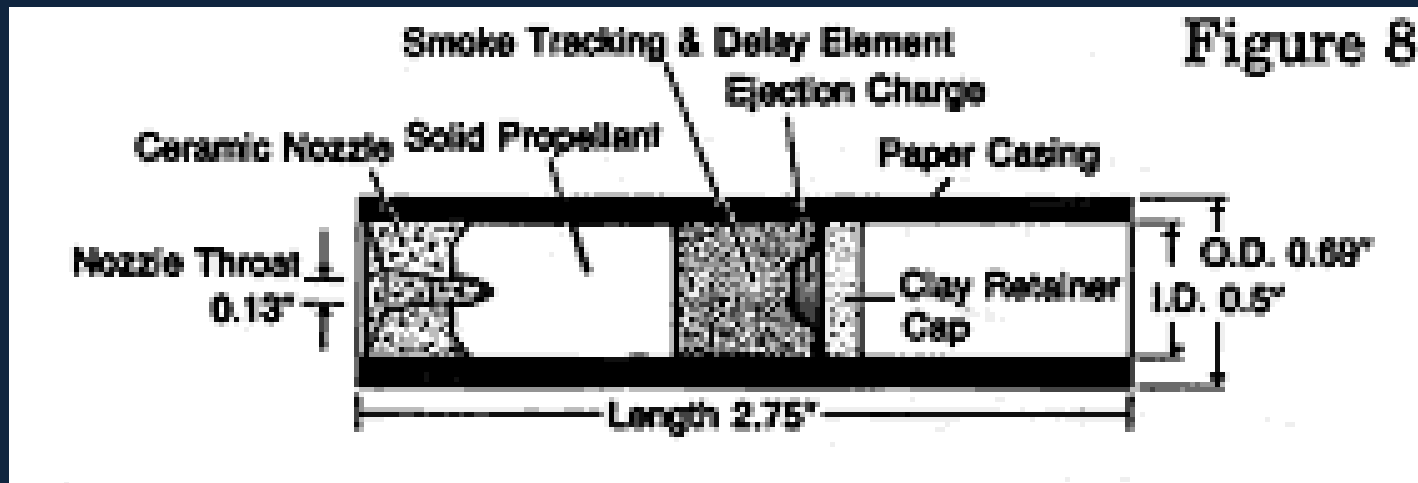 Figure 8
Smoke Tracking & Delay Element
Ejection Charge
Ceramic Nozzle
Solid Propellant
Paper Casing
Nozzle Throat
0.13"
Clay Retainer
Cap
O.D. 0.69"
I.D. 0.5"
Length 2.75"